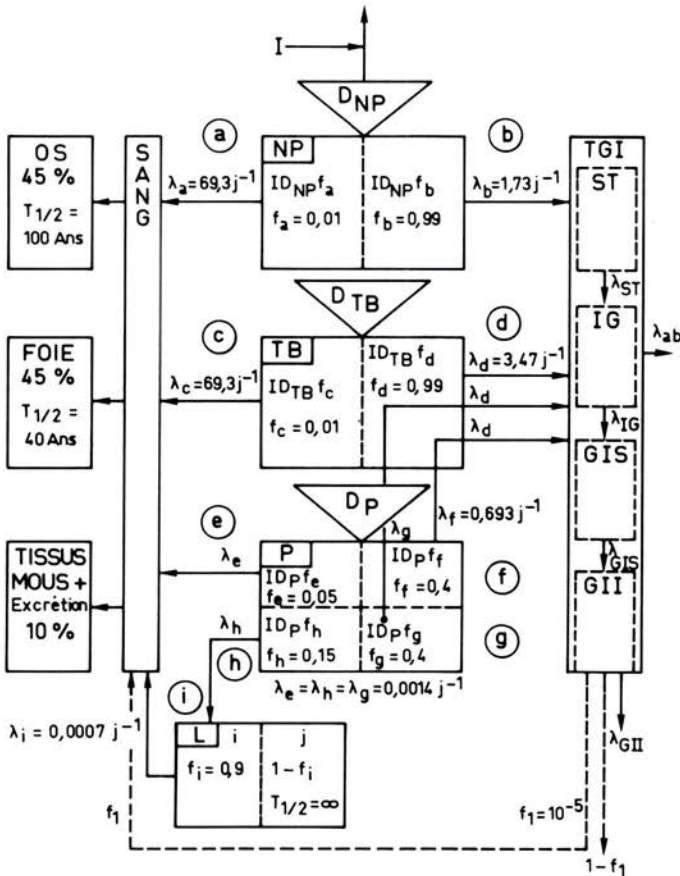 I
D_NP
a
b
OS
45 %
T_1/2 =
100 Ans
SANG
λ_a=69,3j⁻¹
NP
ID_NP f_a
f_a=0,01
ID_NP f_b
f_b=0,99
λ_b=1,73j⁻¹
TGI
ST
λ_ST
D_TB
c
d
FOIE
45 %
T_1/2 =
40 Ans
λ_c=69,3j⁻¹
TB
ID_TB f_c
f_c=0,01
ID_TB f_d
f_d=0,99
λ_d=3,47j⁻¹
λ_d
λ_d
IG
λ_ab
λ_IG
GIS
D_P
λ_g
λ_f=0,693j⁻¹
e
λ_e
P
ID_P f_e
f_e=0,05
ID_P f_f
f_f=0,4
f
λ_GIS
GII
TISSUS
MOUS +
Excrétion
10 %
λ_h
h
ID_P f_h
f_h=0,15
ID_P f_g
f_g=0,4
g
λ_e=λ_h=λ_g=0,0014 j⁻¹
i
λ_i=0,0007 j⁻¹
L
i
j
f_i=0,9
1-f_i
T_1/2=∞
λ_GII
f_1
f_1=10⁻⁵
1-f_1